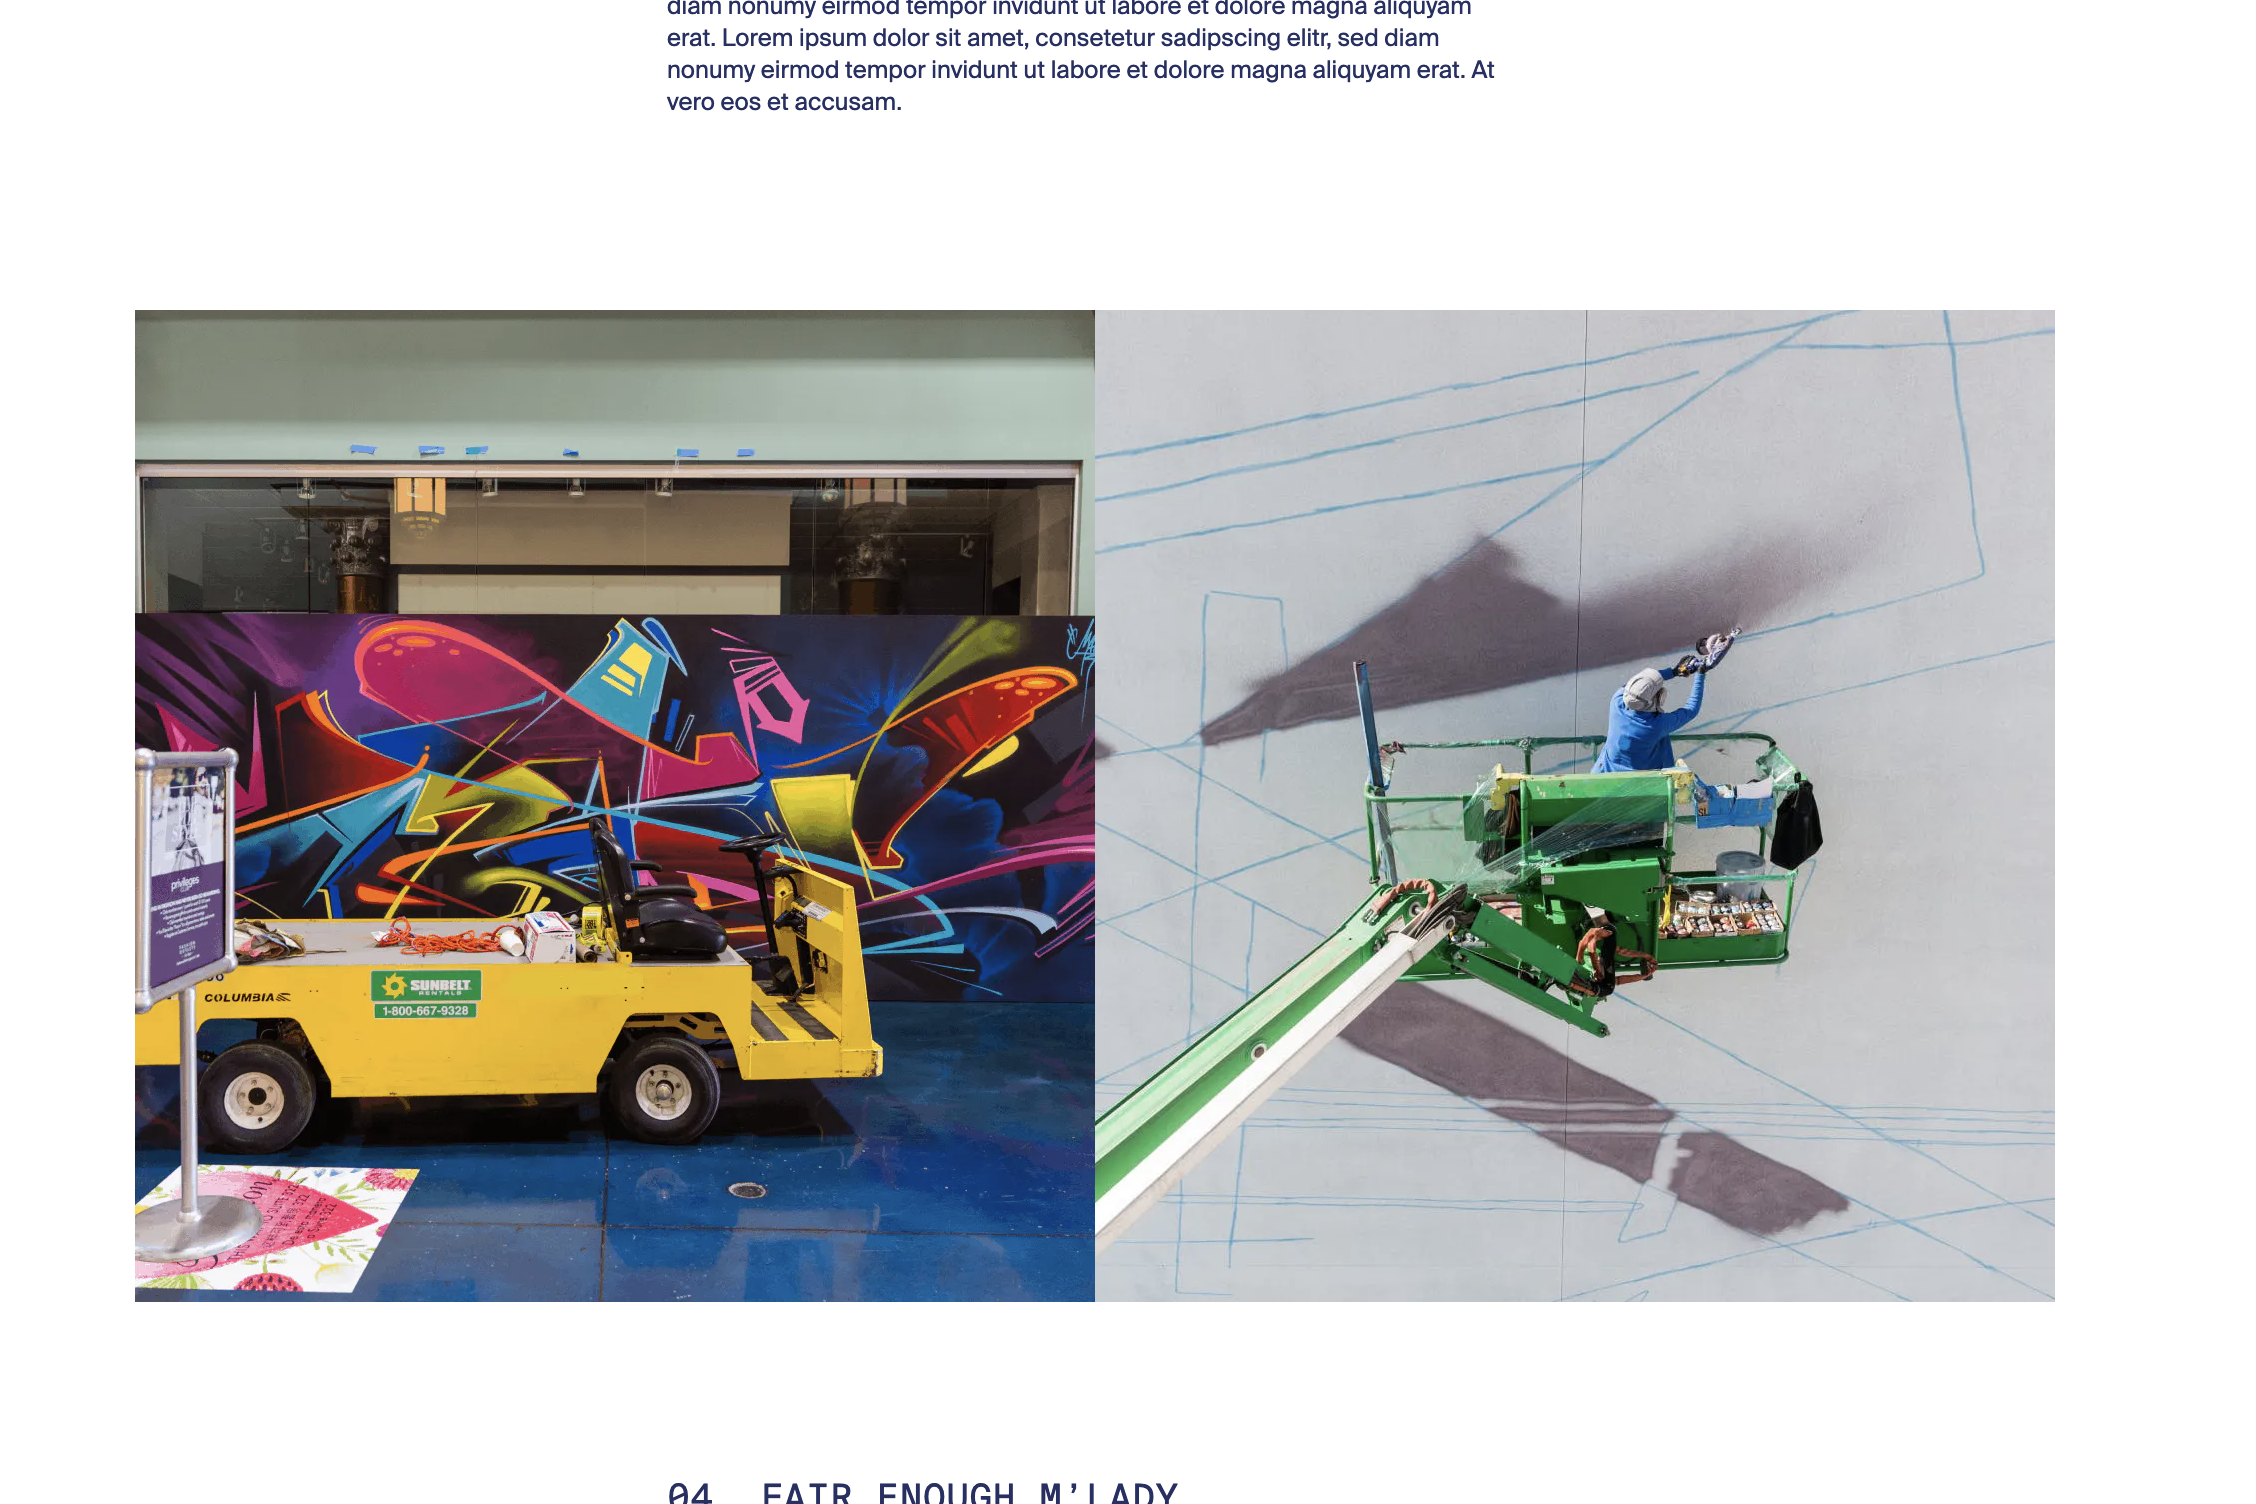 diam nonumy eirmod tempor invidunt ut labore et dolore magna aliquyam
erat. Lorem ipsum dolor sit amet, consetetur sadipscing elitr, sed diam
nonumy eirmod tempor invidunt ut labore et dolore magna aliquyam erat. At
vero eos et accusam.
privileges
COLUMBIA
SUNBELT
RENTALS
1-800-667-9328
04 FAIR ENOUGH M’LADY